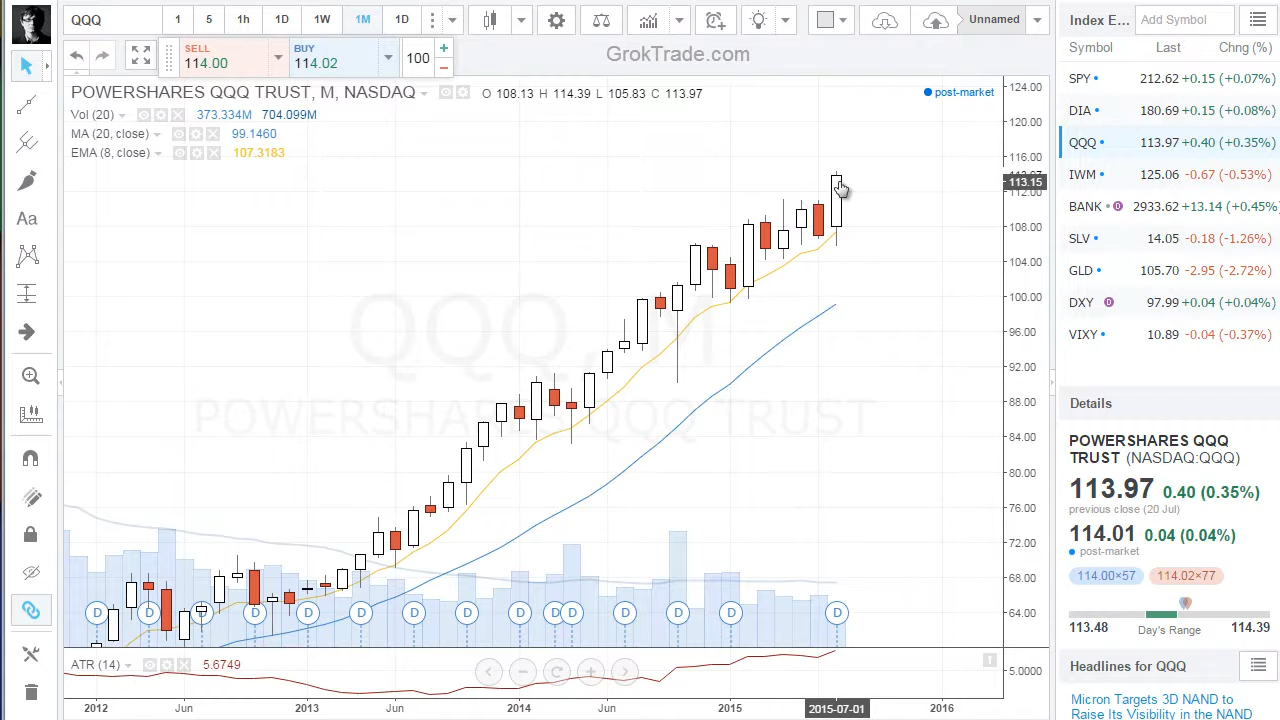 QQQ 1 5 1h 1D 1W 1M 1D Unnamed Index E... Add Symbol
SELL 114.00 BUY 114.02 100 + −
GrokTrade.com
Symbol Last Chng (%)
POWERSHARES QQQ TRUST, M, NASDAQ O 108.13 H 114.39 L 105.83 C 113.97 post-market
Vol (20) 373.334M 704.099M
MA (20, close) 99.1460
EMA (8, close) 107.3183
Aa
QQQ, M
POWERSHARES QQQ TRUST
124.00
120.00
116.00
113.15
112.00
108.00
104.00
100.00
96.00
92.00
88.00
84.00
80.00
76.00
72.00
68.00
64.00
D D D D D D D D D D D D D D D
ATR (14) 5.6749
5.0000
2012 Jun 2013 Jun 2014 Jun 2015 2015-07-01 2016
SPY 212.62 +0.15 (+0.07%)
DIA 180.69 +0.15 (+0.08%)
QQQ 113.97 +0.40 (+0.35%)
IWM 125.06 -0.67 (-0.53%)
BANK D 2933.62 +13.14 (+0.45%
SLV 14.05 -0.18 (-1.26%)
GLD 105.70 -2.95 (-2.72%)
DXY D 97.99 +0.04 (+0.04%)
VIXY 10.89 -0.04 (-0.37%)
Details
POWERSHARES QQQ
TRUST (NASDAQ:QQQ)
113.97 0.40 (0.35%)
previous close (20 Jul)
114.01 0.04 (0.04%)
post-market
114.00×57 114.02×77
113.48 Day's Range 114.39
Headlines for QQQ
Micron Targets 3D NAND to
Raise Its Visibility in the NAND